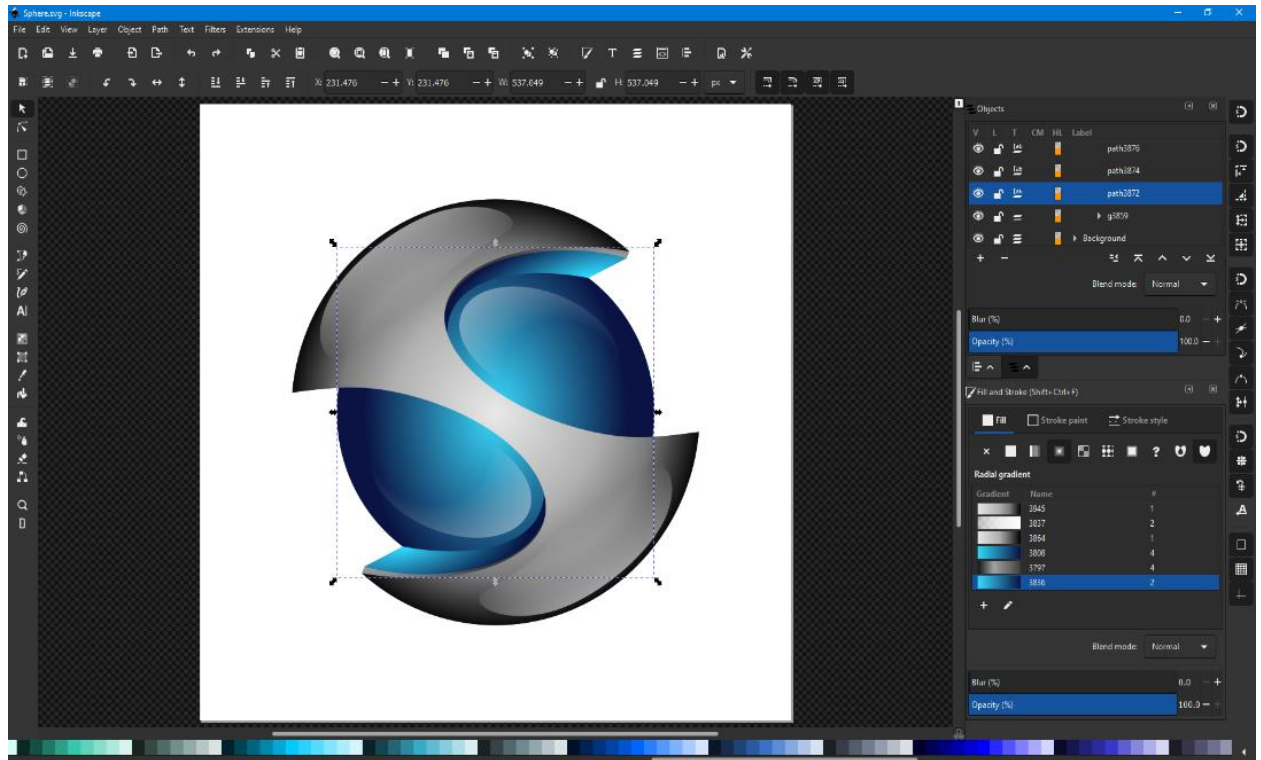 Sphere.svg - Inkscape
File Edit View Layer Object Path Text Filters Extensions Help
X: 231.476 - + Y: 231.476 - + W: 537.049 - + H: 537.049 - + px
Objects
V L T CM HL Label
path3876
path3874
path3872
g3859
Background
Blend mode: Normal
Blur (%) 0.0 - +
Opacity (%) 100.0 - +
Fill and Stroke (Shift+Ctrl+F)
Fill Stroke paint Stroke style
Radial gradient
Gradient Name #
3945 1
3837 2
3864 1
3808 4
3797 4
3836 2
Blend mode: Normal
Blur (%) 0.0 - +
Opacity (%) 100.0 - +